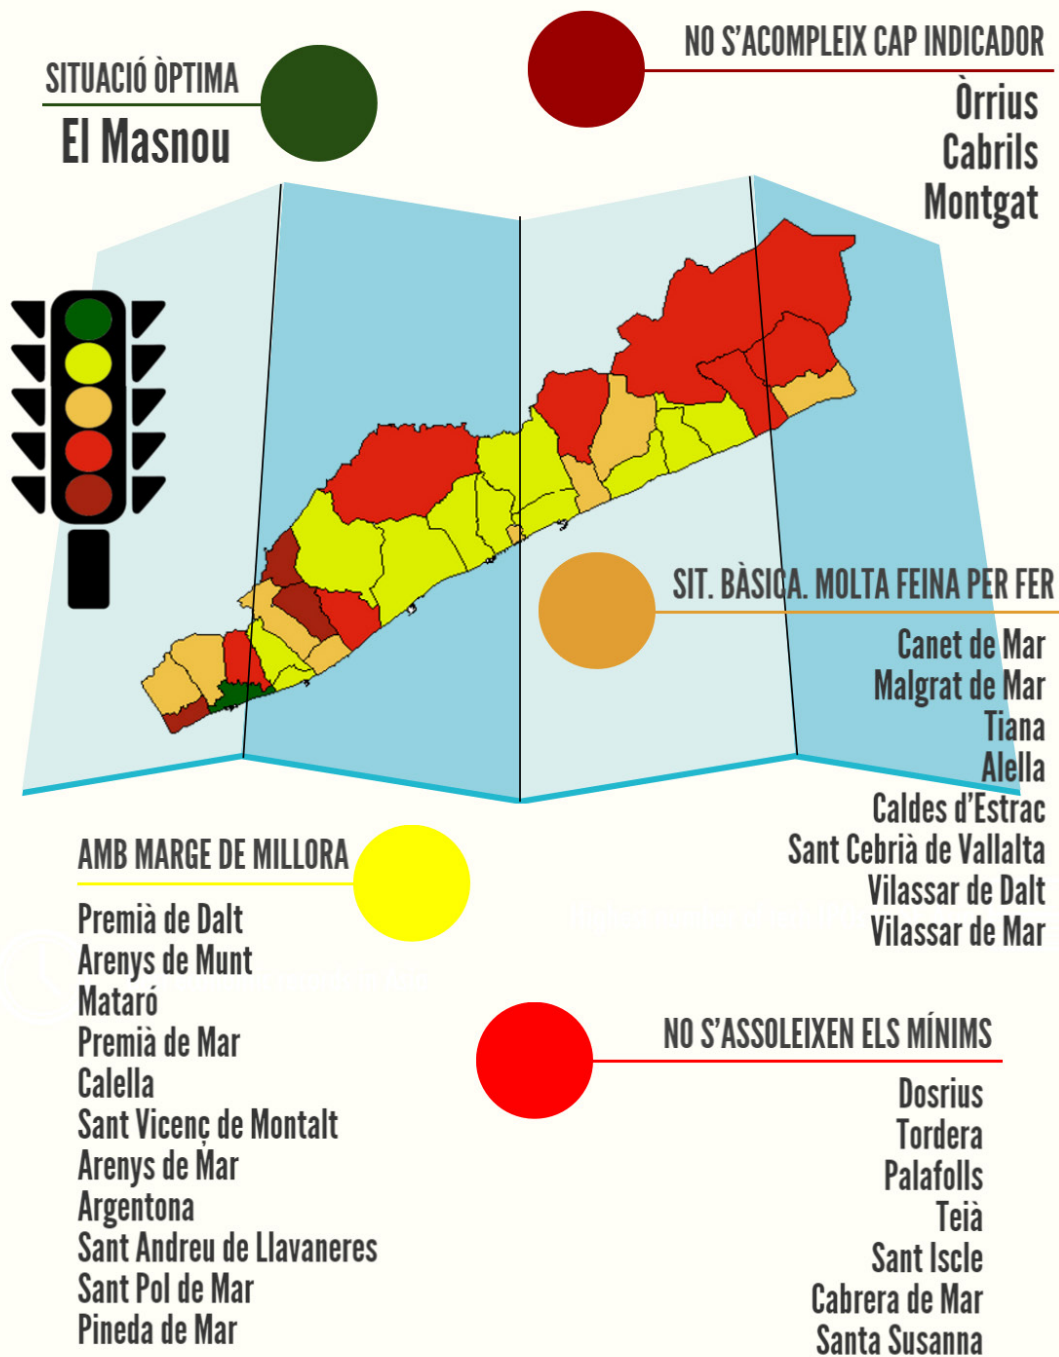 SITUACIÓ ÒPTIMA
El Masnou
NO S'ACOMPLEIX CAP INDICADOR
Òrrius
Cabrils
Montgat
SIT. BÀSICA. MOLTA FEINA PER FER
Canet de Mar
Malgrat de Mar
Tiana
Alella
Caldes d'Estrac
Sant Cebrià de Vallalta
Vilassar de Dalt
Vilassar de Mar
AMB MARGE DE MILLORA
Premià de Dalt
Arenys de Munt
Mataró
Premià de Mar
Calella
Sant Vicenç de Montalt
Arenys de Mar
Argentona
Sant Andreu de Llavaneres
Sant Pol de Mar
Pineda de Mar
NO S'ASSOLEIXEN ELS MÍNIMS
Dosrius
Tordera
Palafolls
Teià
Sant Iscle
Cabrera de Mar
Santa Susanna